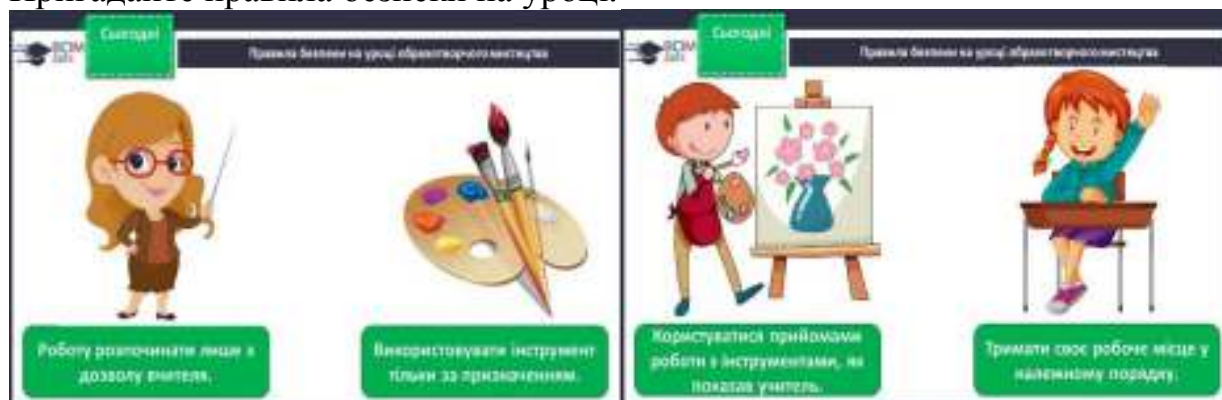 Пригадайте правила безпеки на уроці.
Сьогодні
Правила безпеки на уроці образотворчого мистецтва
Роботу розпочинати лише з
дозволу вчителя.
Використовувати інструмент
тільки за призначенням.
Сьогодні
Правила безпеки на уроці образотворчого мистецтва
Користуватися прийомами
роботи з інструментами, як
показав учитель.
Тримати своє робоче місце у
належному порядку.